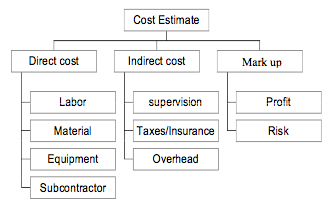 Cost Estimate
Direct cost
Indirect cost
Mark up
Labor
supervision
Profit
Material
Taxes/Insurance
Risk
Equipment
Overhead
Subcontractor